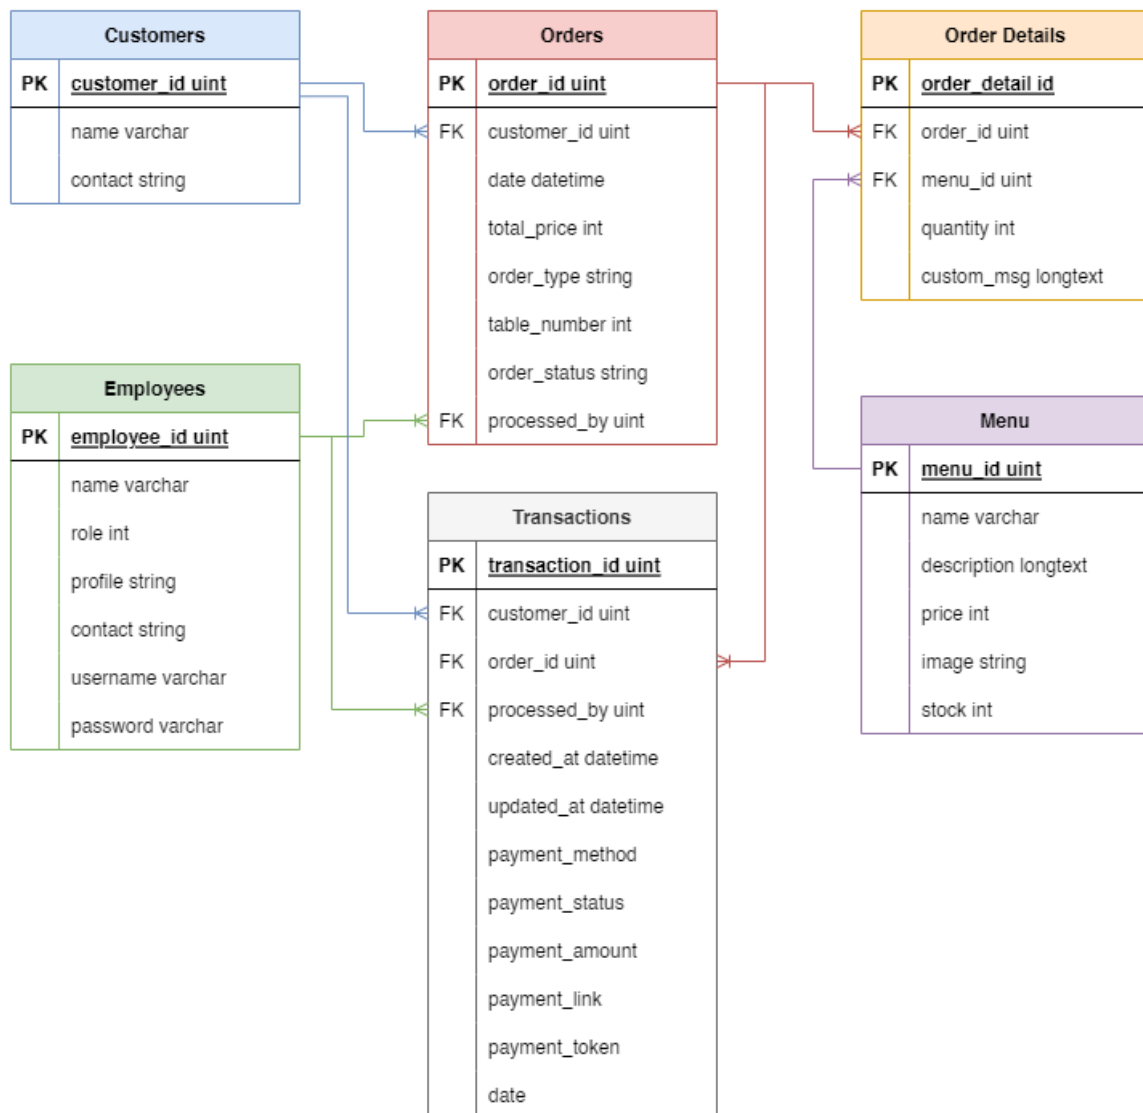 Customers
PK customer_id uint
name varchar
contact string
Orders
PK order_id uint
FK customer_id uint
date datetime
total_price int
order_type string
table_number int
order_status string
FK processed_by uint
Order Details
PK order_detail id
FK order_id uint
FK menu_id uint
quantity int
custom_msg longtext
Employees
PK employee_id uint
name varchar
role int
profile string
contact string
username varchar
password varchar
Transactions
PK transaction_id uint
FK customer_id uint
FK order_id uint
FK processed_by uint
created_at datetime
updated_at datetime
payment_method
payment_status
payment_amount
payment_link
payment_token
date
Menu
PK menu_id uint
name varchar
description longtext
price int
image string
stock int